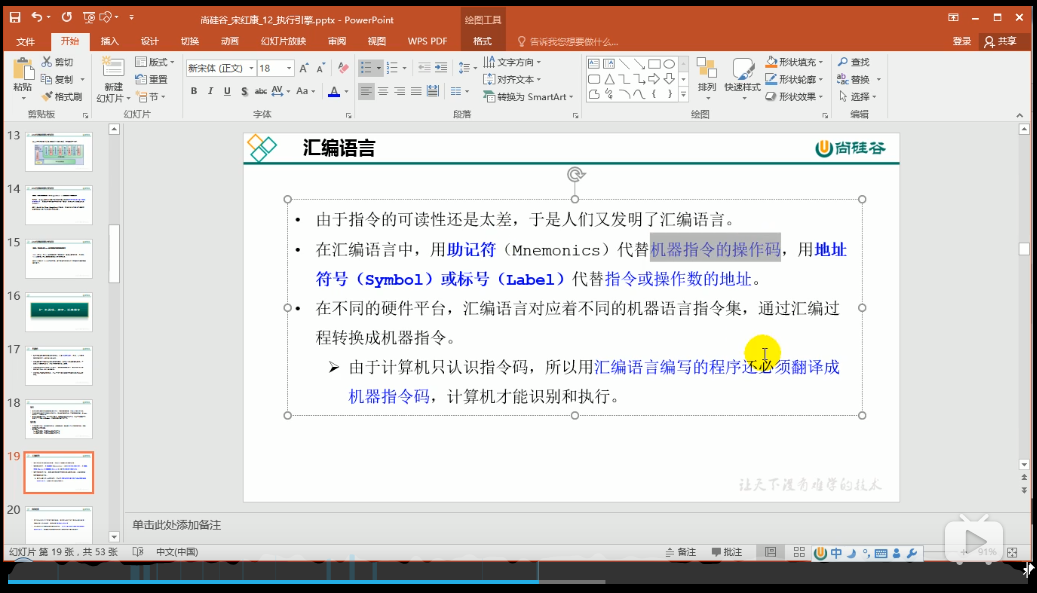 尚硅谷_宋红康_12_执行引擎.pptx - PowerPoint
绘图工具
文件 开始 插入 设计 切换 动画 幻灯片放映 审阅 视图 WPS PDF 格式 告诉我您想要做什么... 登录 共享
粘贴 剪切 复制 格式刷
剪贴板
新建幻灯片 版式 重置 节
幻灯片
新宋体 (正文) 18
B I U S abc AV Aa A
字体
文字方向
对齐文本
转换为 SmartArt
段落
排列 快速样式 形状填充 形状轮廓 形状效果
绘图
查找
替换
选择
编辑
13
14
15
16
17
18
19
20
汇编语言
尚硅谷
• 由于指令的可读性还是太差，于是人们又发明了汇编语言。
• 在汇编语言中，用助记符（Mnemonics）代替机器指令的操作码，用地址
符号（Symbol）或标号（Label）代替指令或操作数的地址。
• 在不同的硬件平台，汇编语言对应着不同的机器语言指令集，通过汇编过
程转换成机器指令。
➢ 由于计算机只认识指令码，所以用汇编语言编写的程序还必须翻译成
机器指令码，计算机才能识别和执行。
让天下没有难学的技术
单击此处添加备注
幻灯片 第 19 张，共 53 张 中文(中国) 备注 批注 中 91%